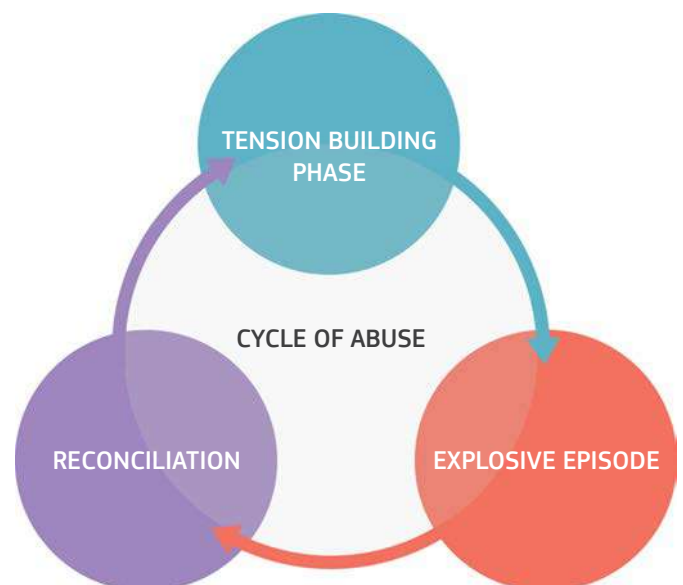 TENSION BUILDING
PHASE
CYCLE OF ABUSE
RECONCILIATION
EXPLOSIVE EPISODE